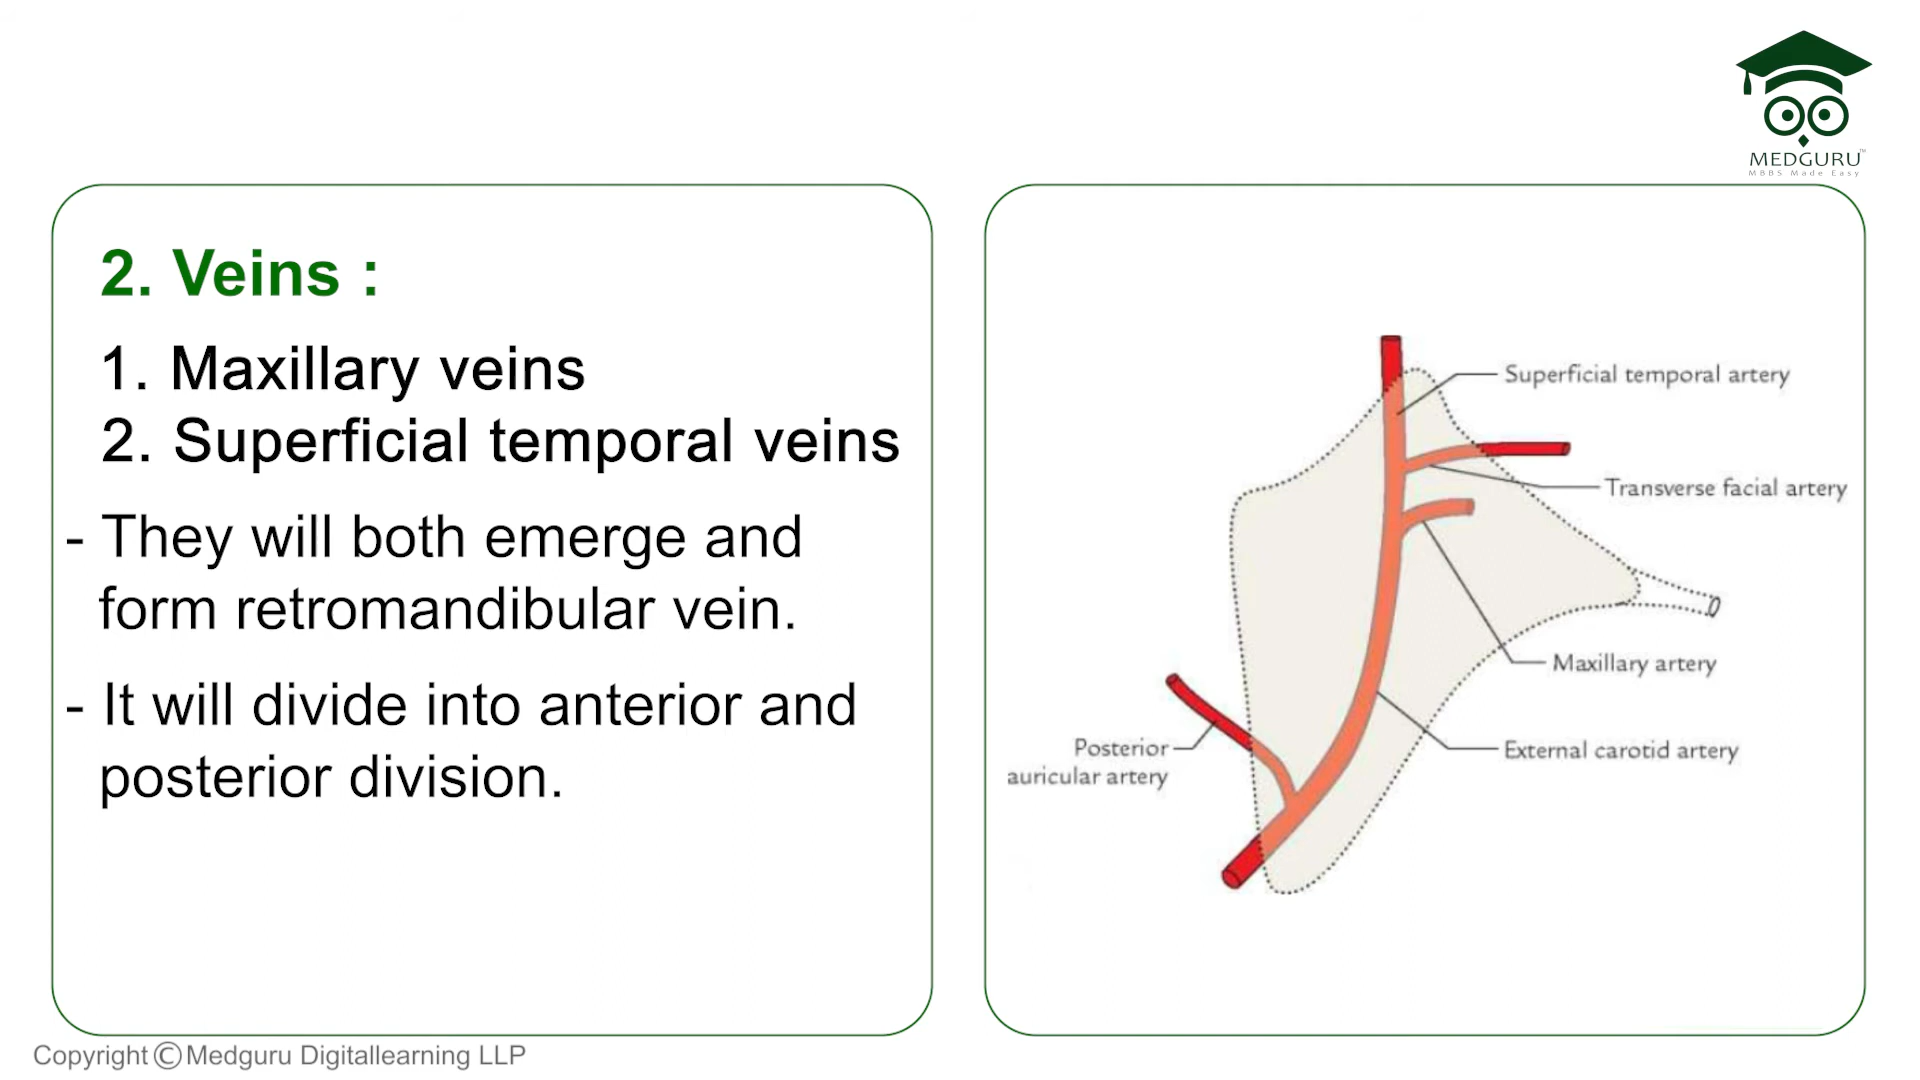 MEDGURU™
MBBS Made Easy
2. Veins :
1. Maxillary veins
2. Superficial temporal veins
- They will both emerge and
form retromandibular vein.
- It will divide into anterior and
posterior division.
Superficial temporal artery
Transverse facial artery
Maxillary artery
External carotid artery
Posterior
auricular artery
Copyright © Medguru Digitallearning LLP